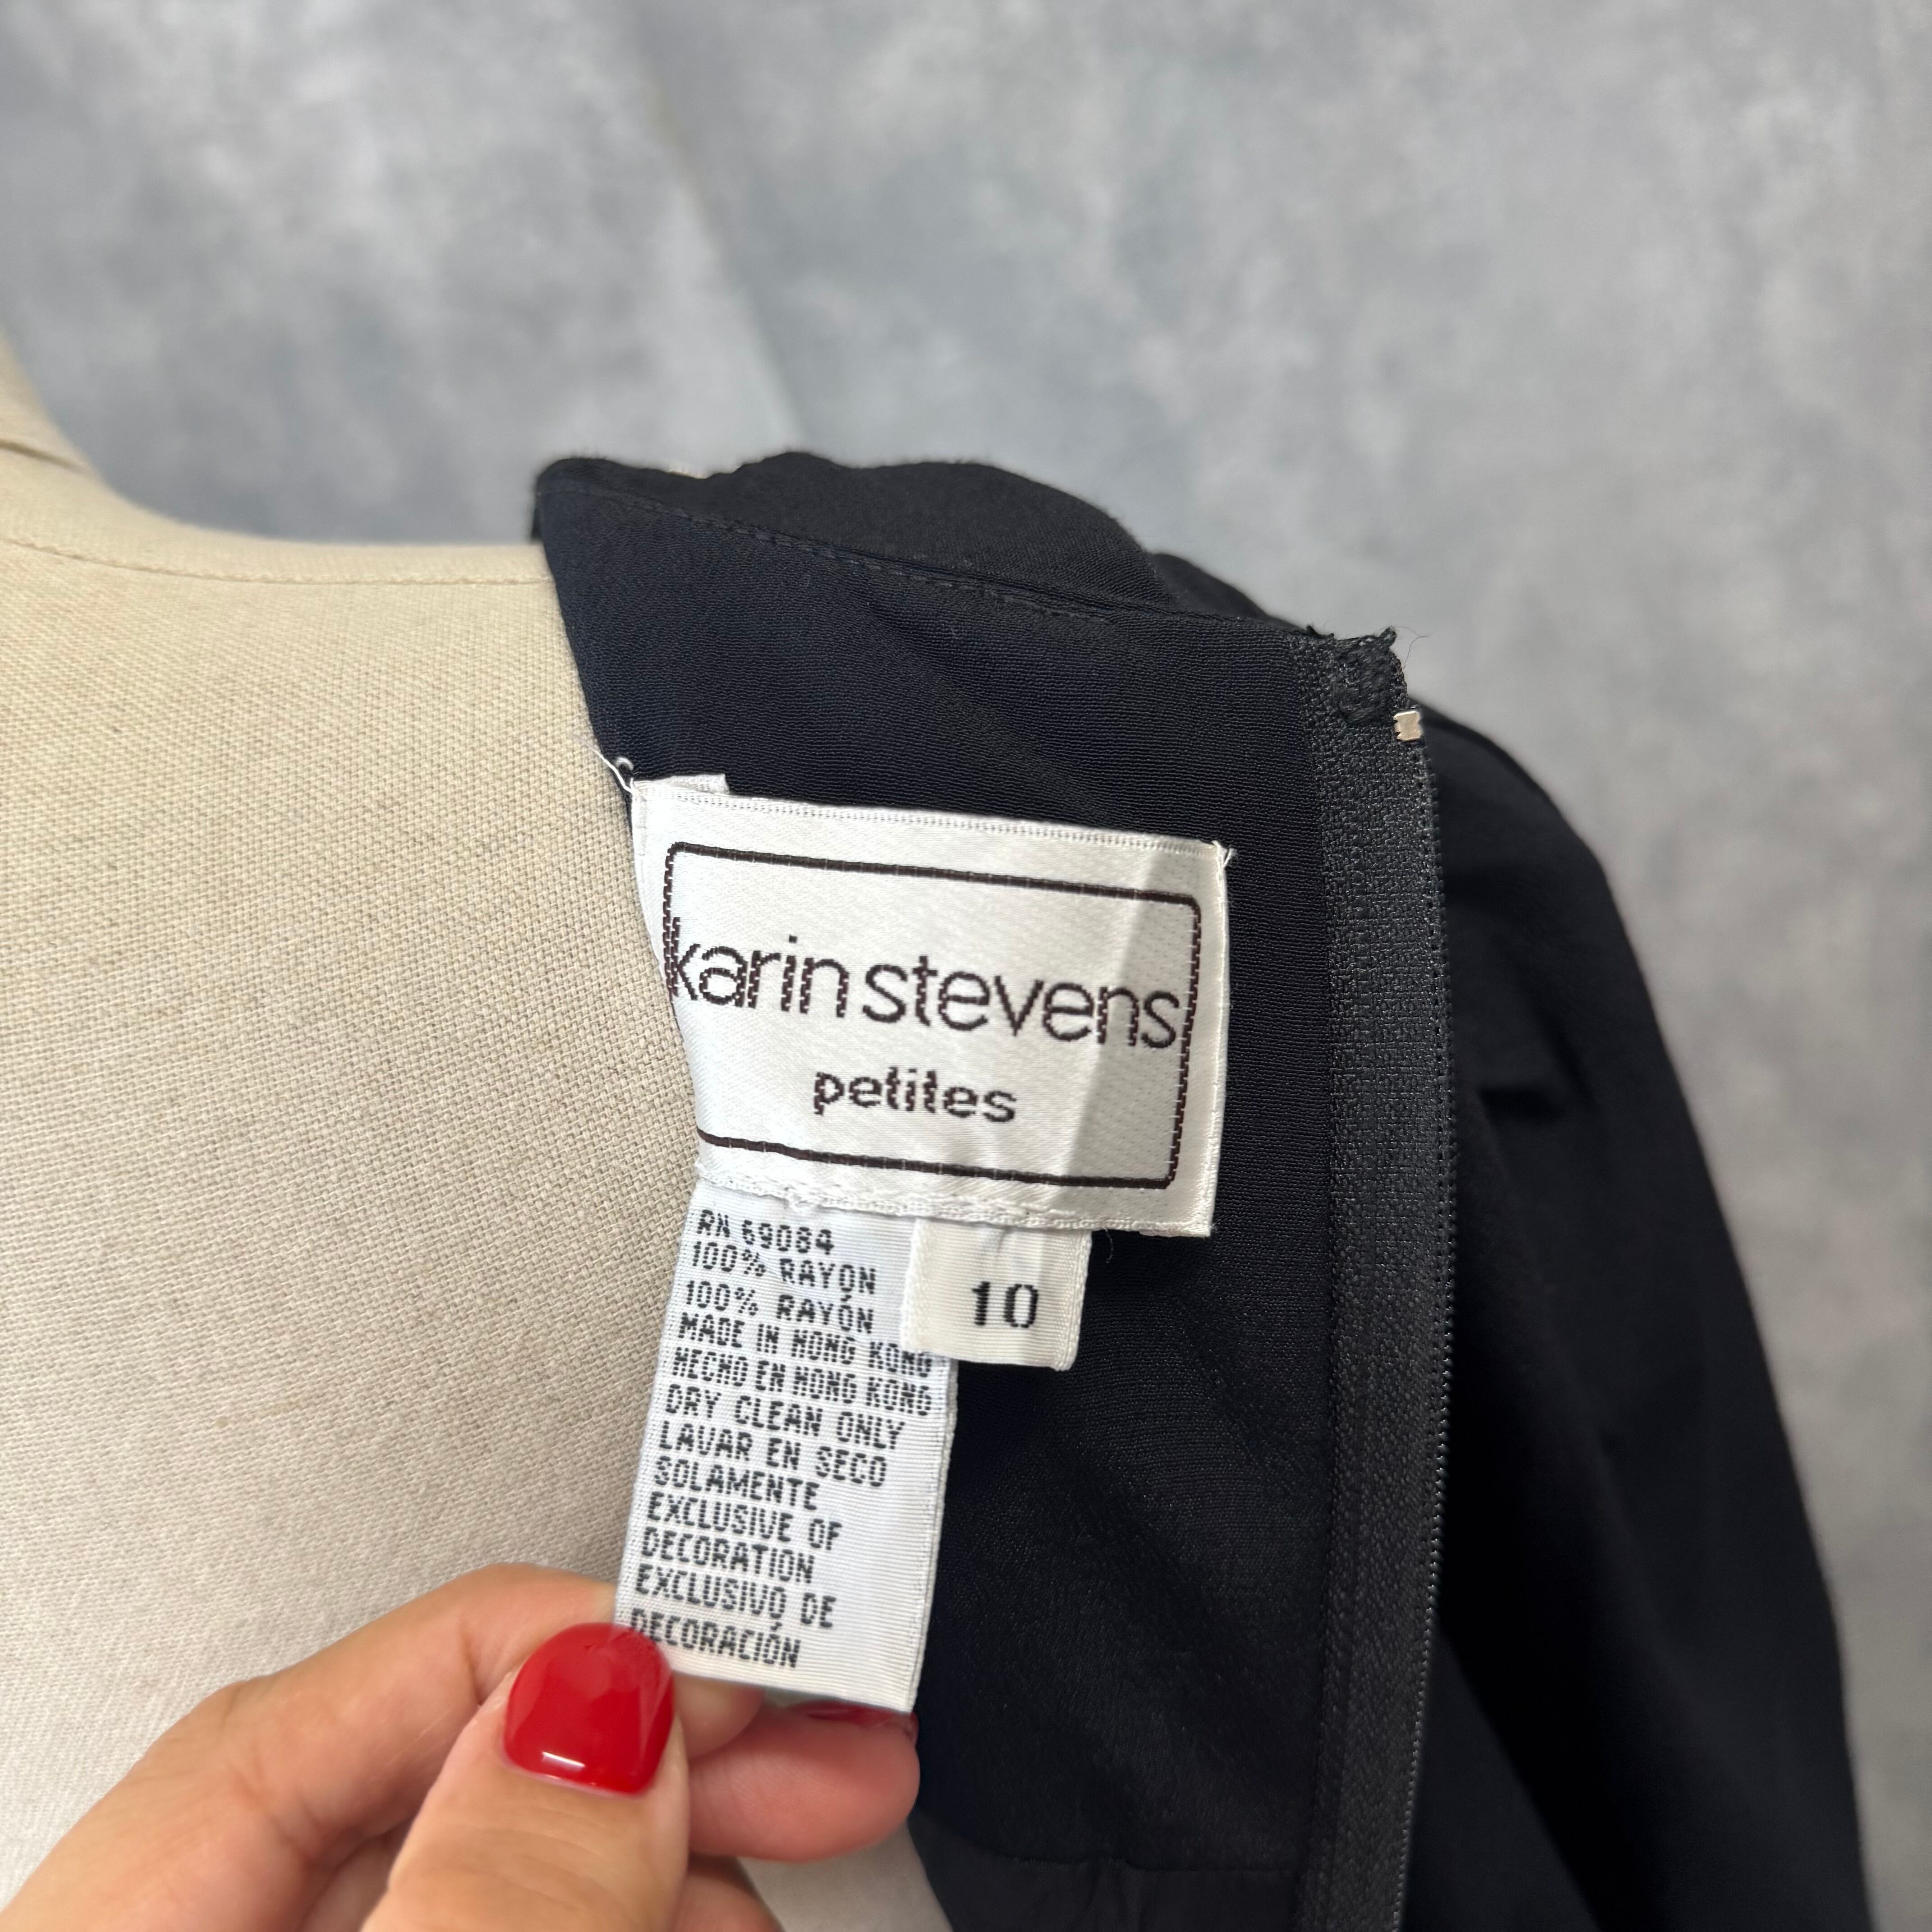 karin stevens
petites
10
RN 69084
100% RAYON
100% RAYÓN
MADE IN HONG KONG
HECHO EN HONG KONG
DRY CLEAN ONLY
LAVAR EN SECO
SOLAMENTE
EXCLUSIVE OF
DECORATION
EXCLUSIVO DE
DECORACIÓN